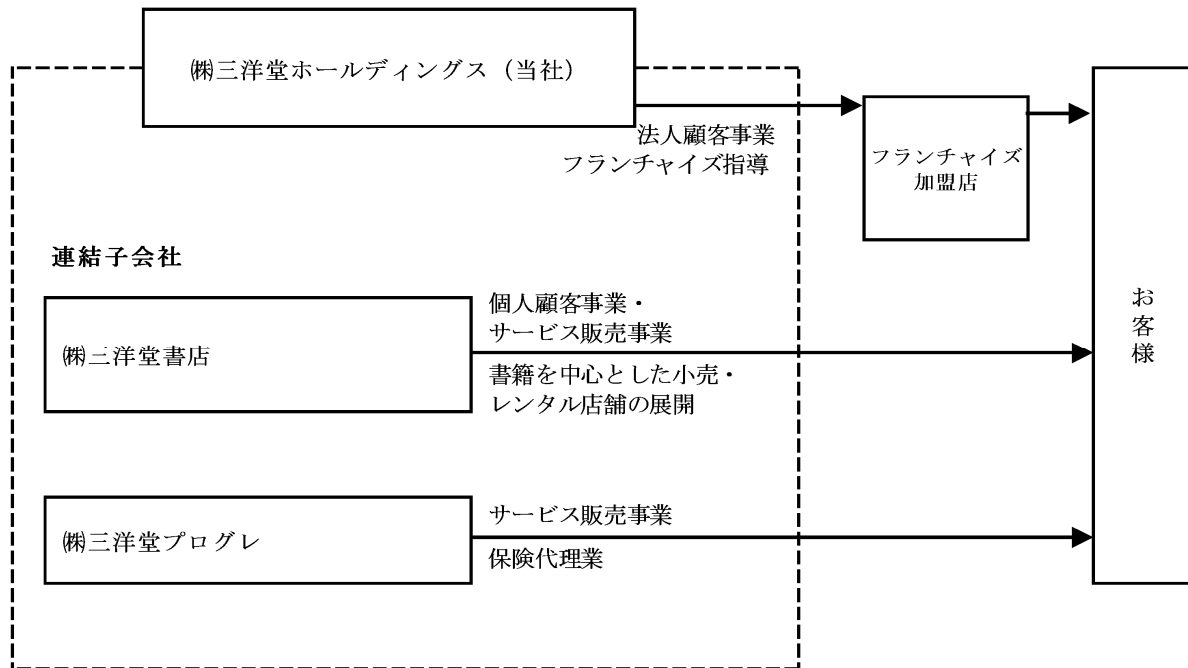 ㈱三洋堂ホールディングス（当社）
法人顧客事業
フランチャイズ指導
フランチャイズ
加盟店
連結子会社
㈱三洋堂書店
個人顧客事業・
サービス販売事業
書籍を中心とした小売・
レンタル店舗の展開
㈱三洋堂プログレ
サービス販売事業
保険代理業
お客様